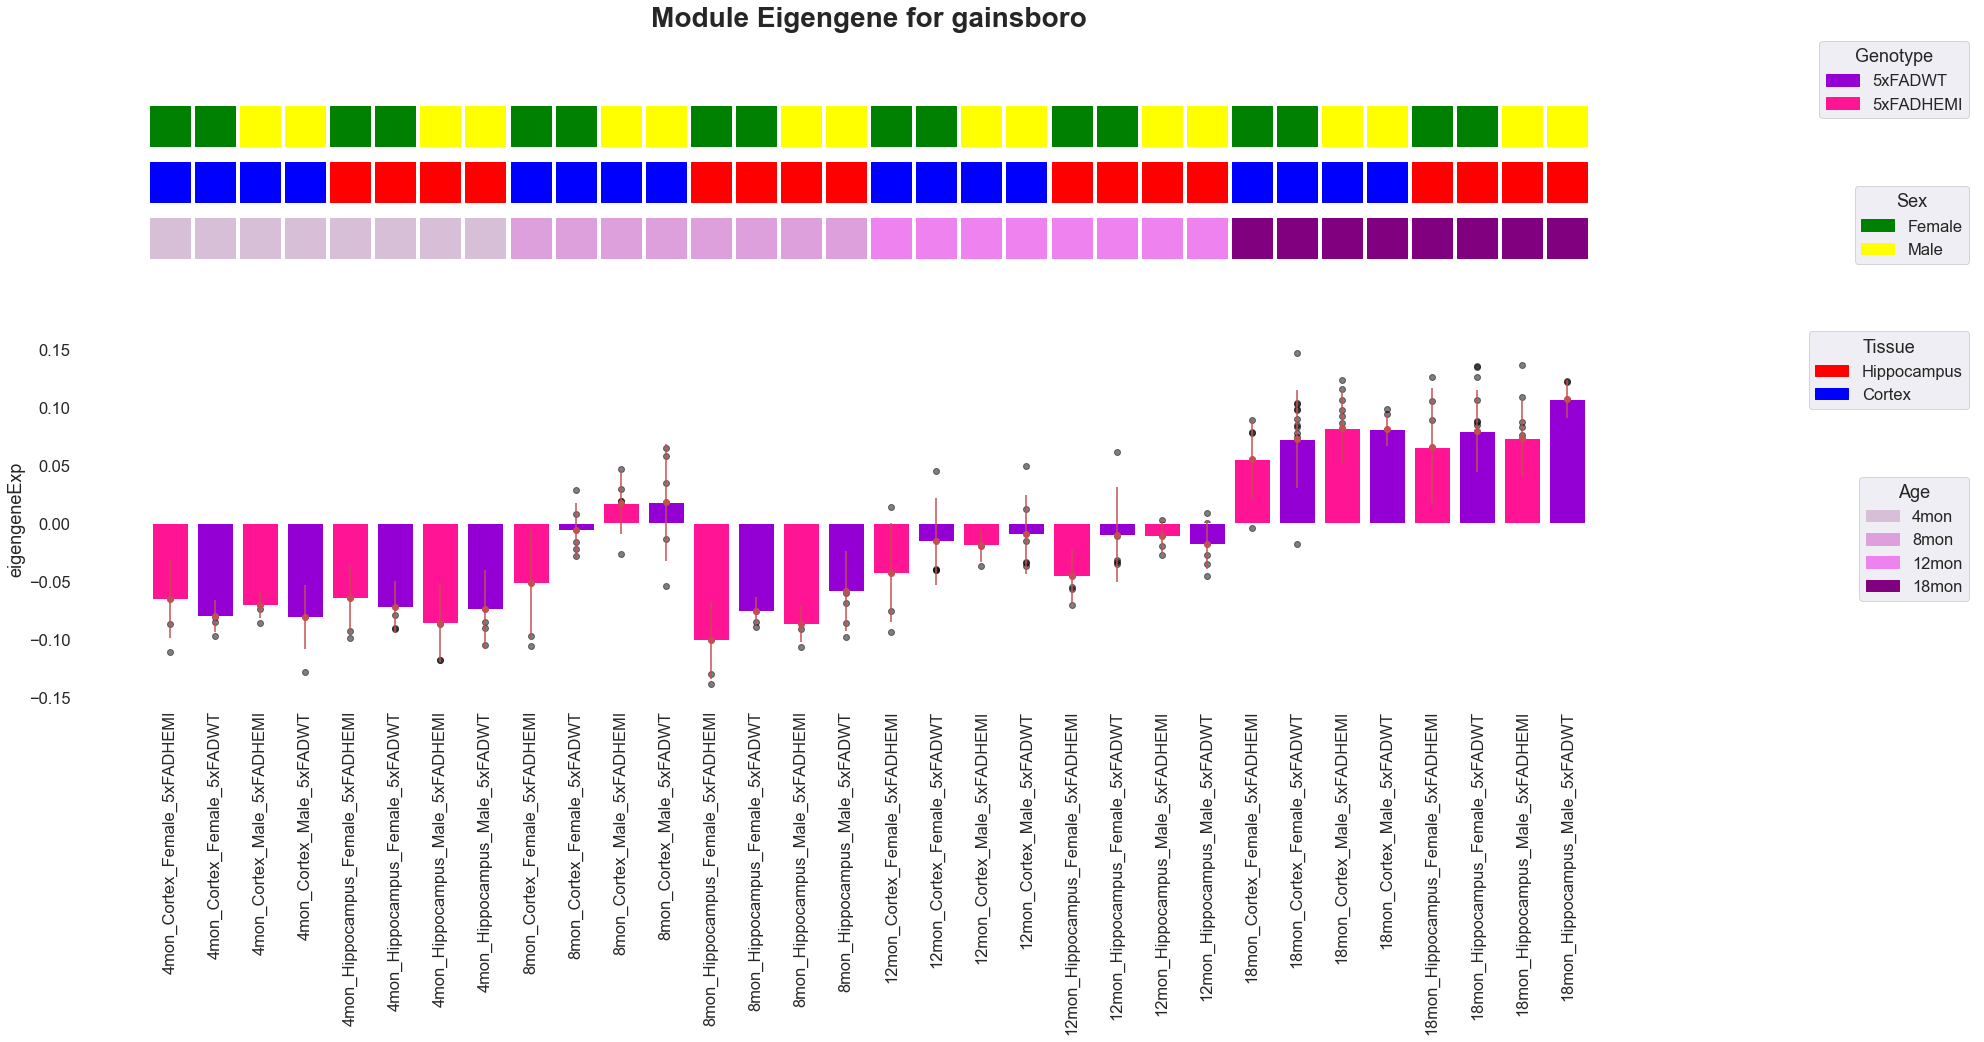 Module Eigengene for gainsboro
Genotype
5xFADWT
5xFADHEMI
Sex
Female
Male
Tissue
Hippocampus
Cortex
Age
4mon
8mon
12mon
18mon
eigengeneExp
0.15
0.10
0.05
0.00
−0.05
−0.10
−0.15
4mon_Cortex_Female_5xFADHEMI
4mon_Cortex_Female_5xFADWT
4mon_Cortex_Male_5xFADHEMI
4mon_Cortex_Male_5xFADWT
4mon_Hippocampus_Female_5xFADHEMI
4mon_Hippocampus_Female_5xFADWT
4mon_Hippocampus_Male_5xFADHEMI
4mon_Hippocampus_Male_5xFADWT
8mon_Cortex_Female_5xFADHEMI
8mon_Cortex_Female_5xFADWT
8mon_Cortex_Male_5xFADHEMI
8mon_Cortex_Male_5xFADWT
8mon_Hippocampus_Female_5xFADHEMI
8mon_Hippocampus_Female_5xFADWT
8mon_Hippocampus_Male_5xFADHEMI
8mon_Hippocampus_Male_5xFADWT
12mon_Cortex_Female_5xFADHEMI
12mon_Cortex_Female_5xFADWT
12mon_Cortex_Male_5xFADHEMI
12mon_Cortex_Male_5xFADWT
12mon_Hippocampus_Female_5xFADHEMI
12mon_Hippocampus_Female_5xFADWT
12mon_Hippocampus_Male_5xFADHEMI
12mon_Hippocampus_Male_5xFADWT
18mon_Cortex_Female_5xFADHEMI
18mon_Cortex_Female_5xFADWT
18mon_Cortex_Male_5xFADHEMI
18mon_Cortex_Male_5xFADWT
18mon_Hippocampus_Female_5xFADHEMI
18mon_Hippocampus_Female_5xFADWT
18mon_Hippocampus_Male_5xFADHEMI
18mon_Hippocampus_Male_5xFADWT